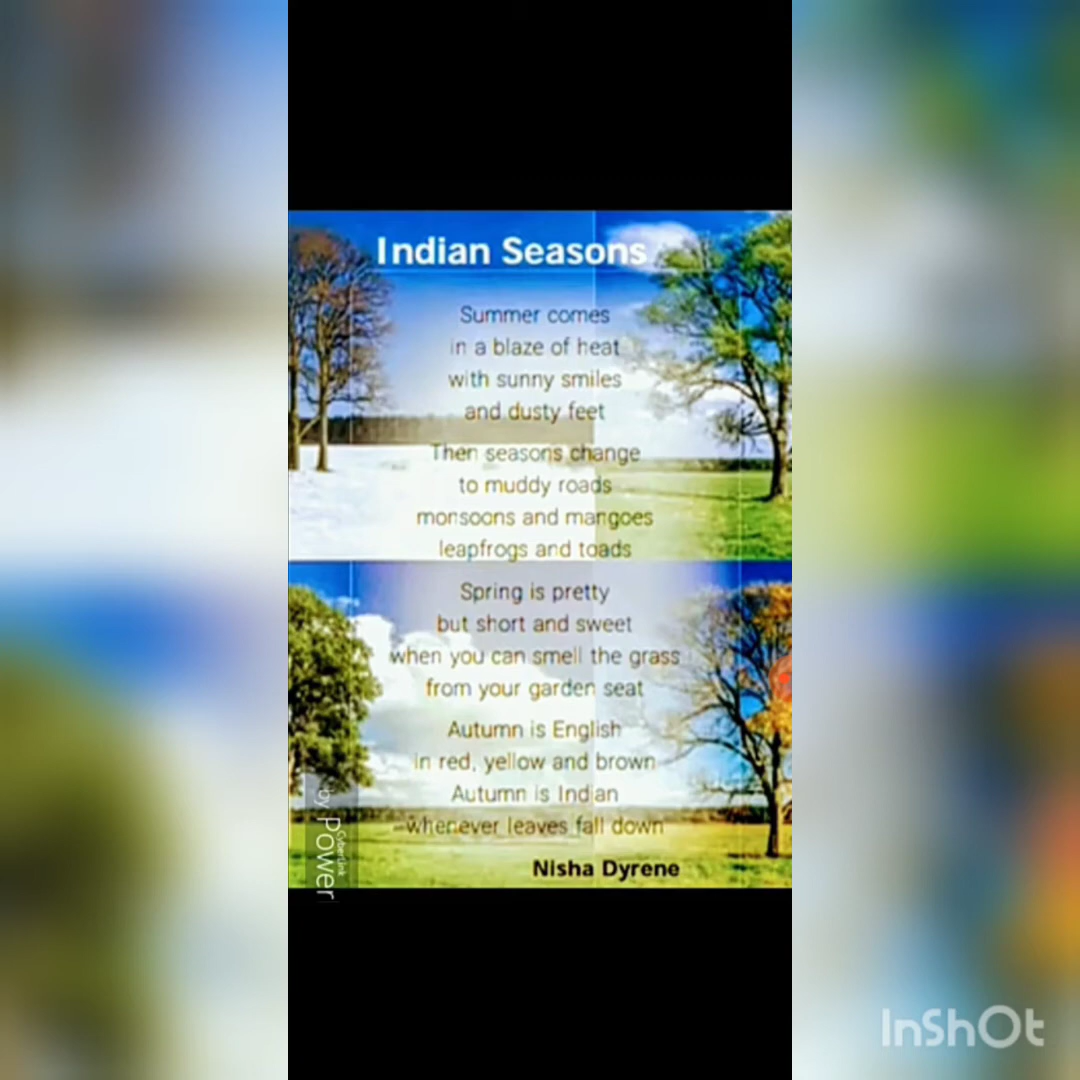 Indian Seasons
Summer comes
in a blaze of heat
with sunny smiles
and dusty feet
Then seasons change
to muddy roads
monsoons and mangoes
leapfrogs and toads
Spring is pretty
but short and sweet
when you can smell the grass
from your garden seat
Autumn is English
in red, yellow and brown
Autumn is Indian
whenever leaves fall down
Nisha Dyrene
by CyberLink
Power
InShOt